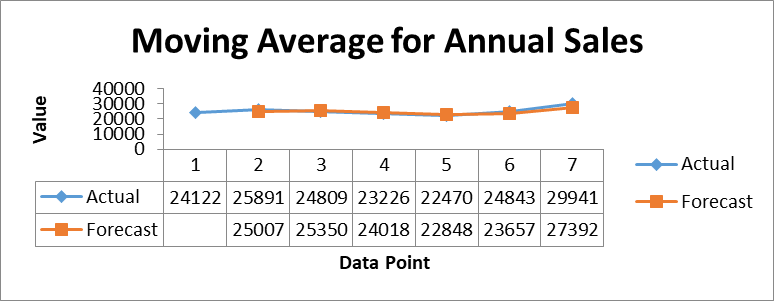 Moving Average for Annual Sales
Value
40000
30000
20000
10000
0
1 2 3 4 5 6 7
Actual 24122 25891 24809 23226 22470 24843 29941
Forecast 25007 25350 24018 22848 23657 27392
Data Point
Actual
Forecast